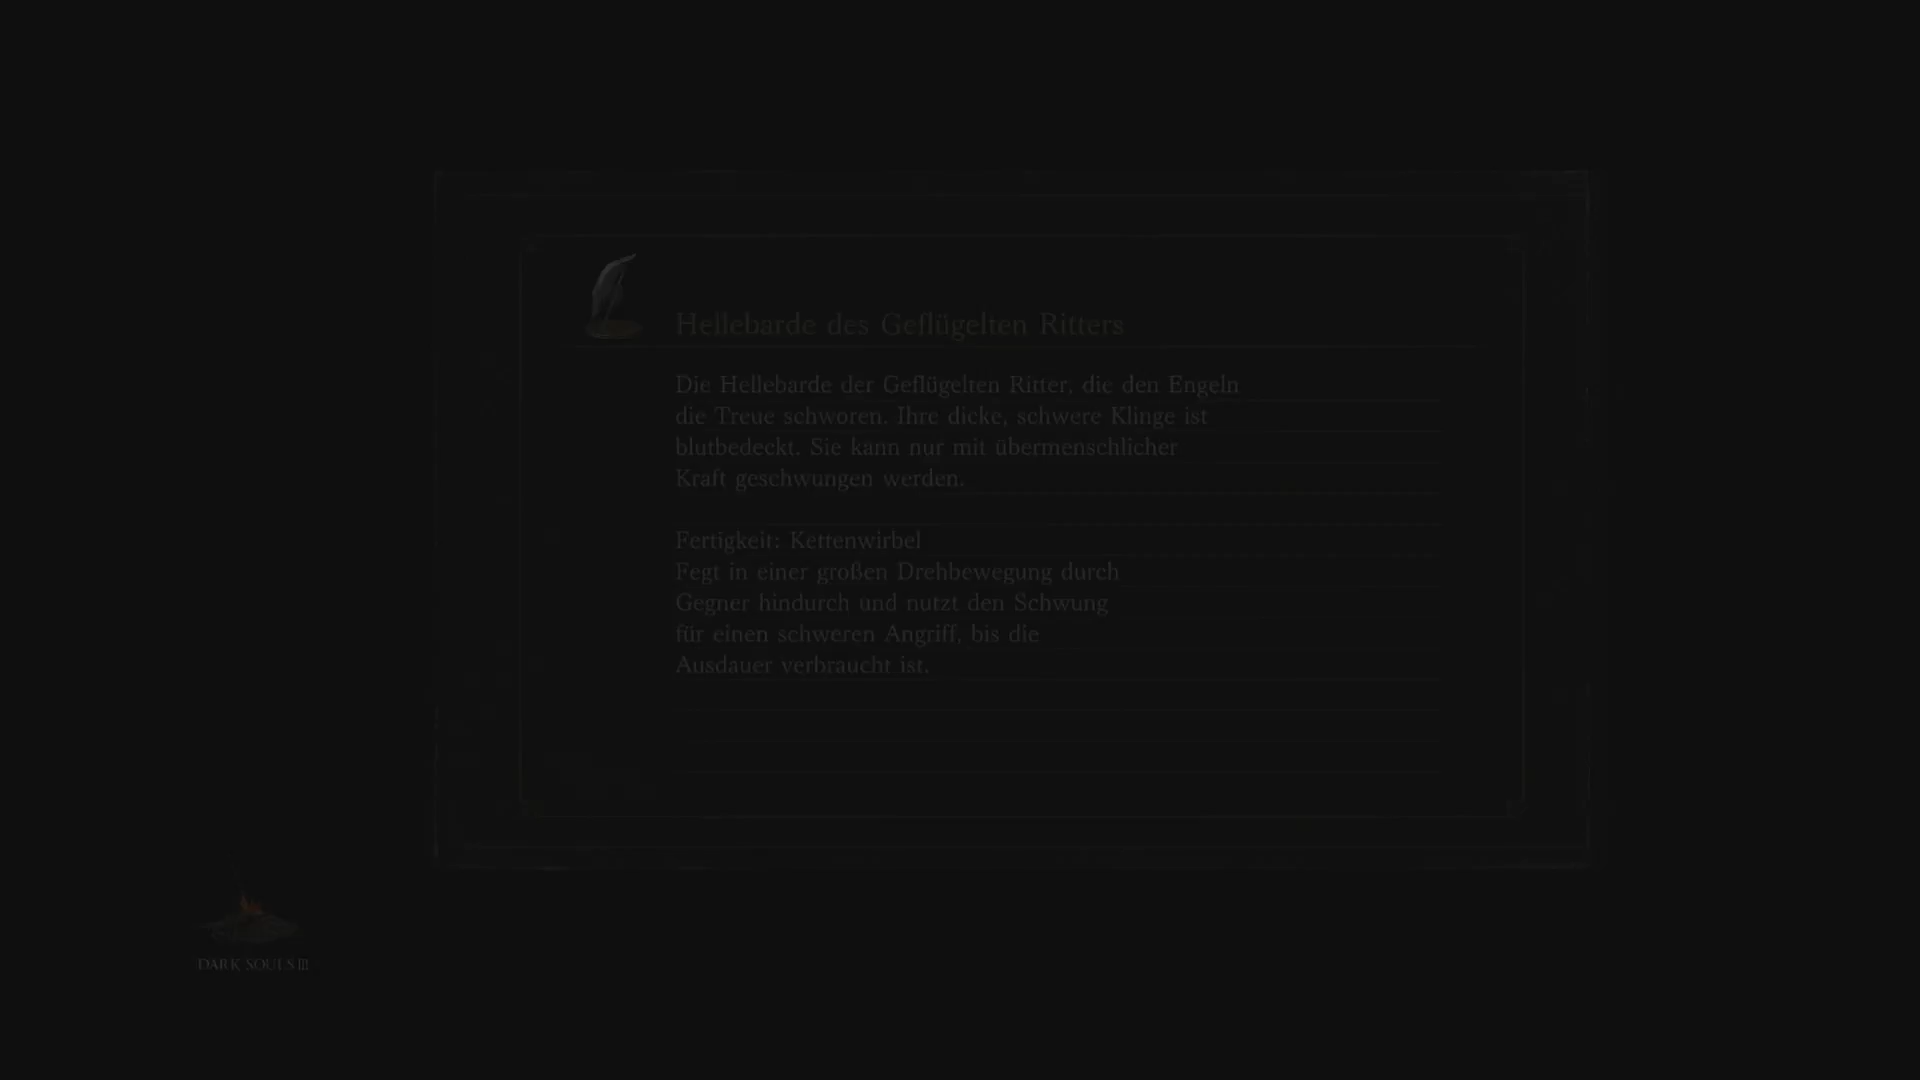 Hellebarde des Geflügelten Ritters
Die Hellebarde der Geflügelten Ritter, die den Engeln
die Treue schworen. Ihre dicke, schwere Klinge ist
blutbedeckt. Sie kann nur mit übermenschlicher
Kraft geschwungen werden.
Fertigkeit: Kettenwirbel
Fegt in einer großen Drehbewegung durch
Gegner hindurch und nutzt den Schwung
für einen schweren Angriff, bis die
Ausdauer verbraucht ist.
DARK SOULS III